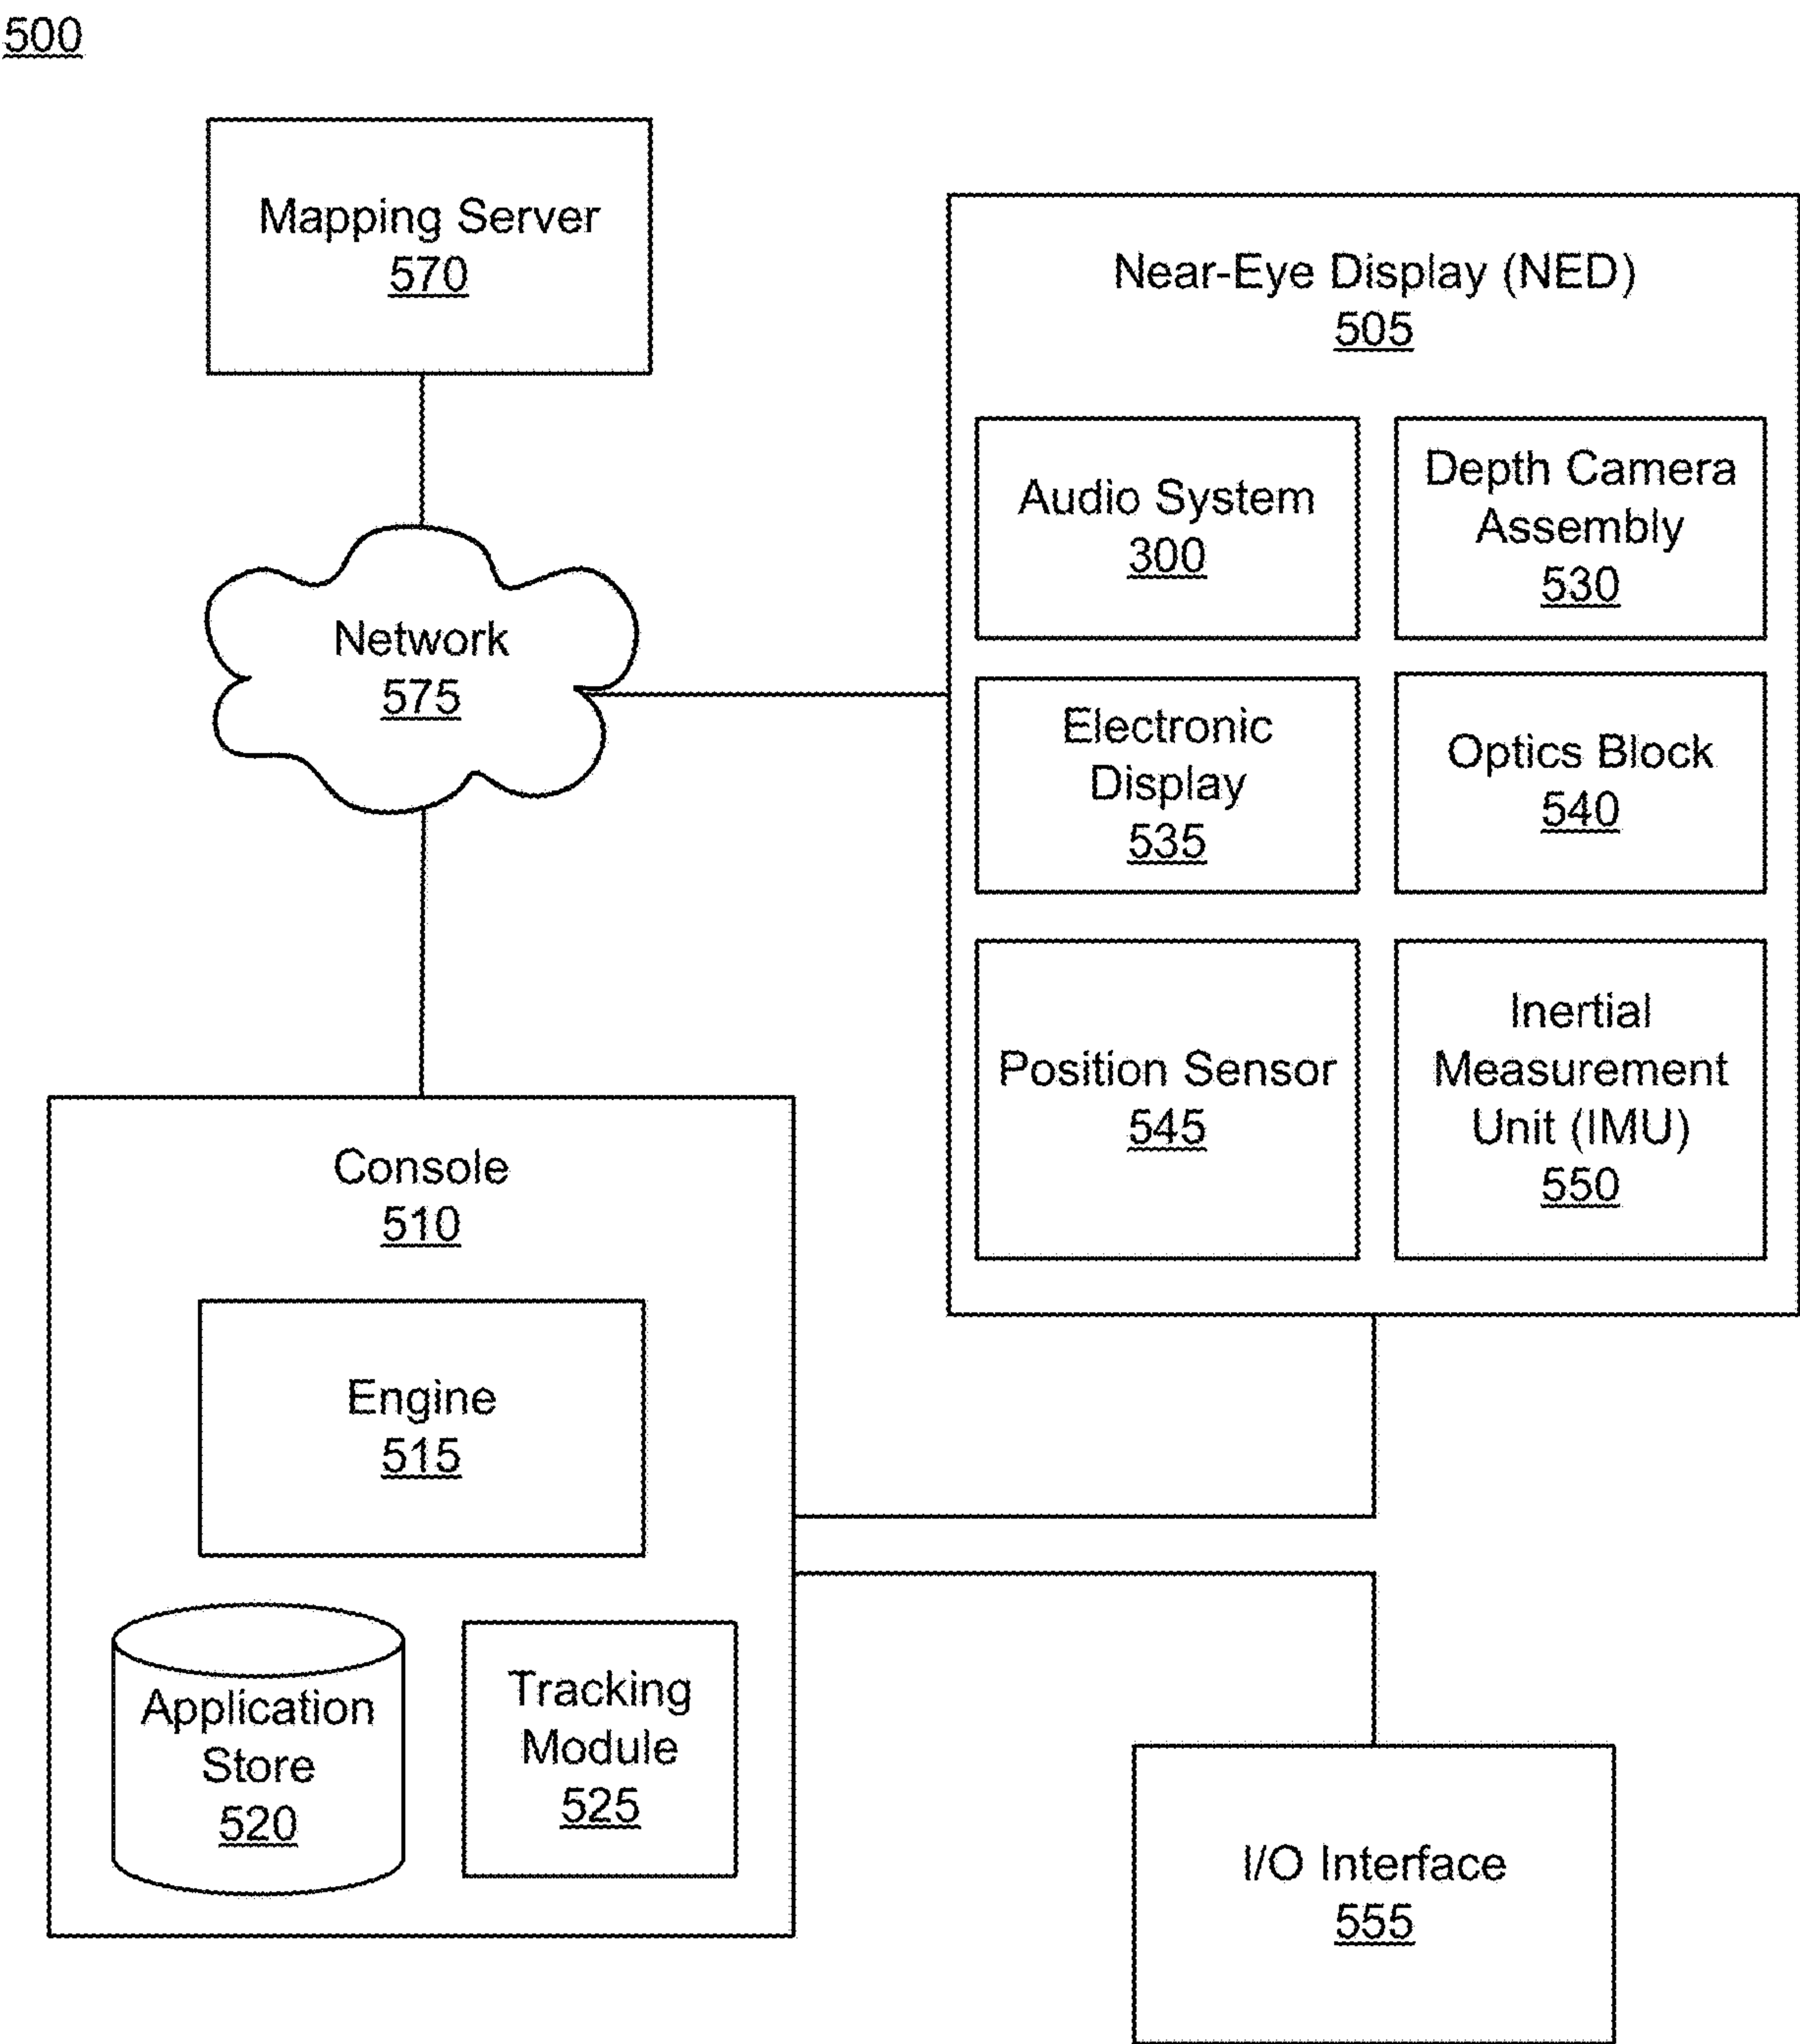 500
Mapping Server
570
Near-Eye Display (NED)
505
Audio System
300
Depth Camera
Assembly
530
Network
575
Electronic
Display
535
Optics Block
540
Position Sensor
545
Inertial
Measurement
Unit (IMU)
550
Console
510
Engine
515
Application
Store
520
Tracking
Module
525
I/O Interface
555